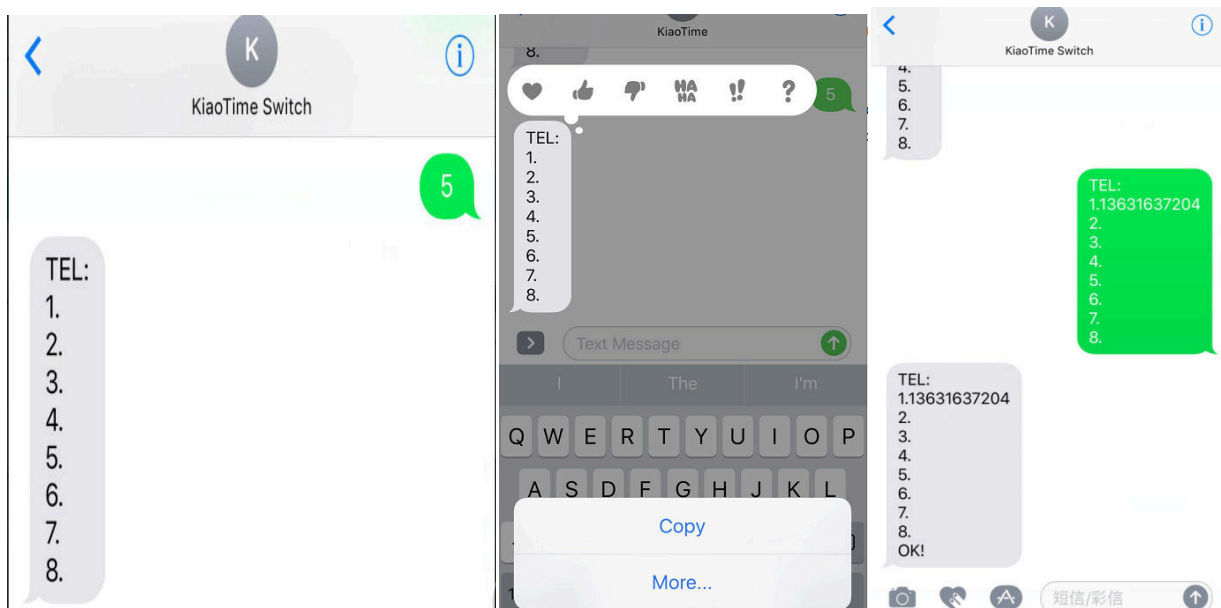 K
KiaoTime Switch
5
TEL:
1.
2.
3.
4.
5.
6.
7.
8.
KiaoTime
8.
HA
HA
!!
?
5
TEL:
1.
2.
3.
4.
5.
6.
7.
8.
Text Message
I The I'm
Q W E R T Y U I O P
A S D F G H J K L
Copy
More...
K
KiaoTime Switch
4.
5.
6.
7.
8.
TEL:
1.13631637204
2.
3.
4.
5.
6.
7.
8.
TEL:
1.13631637204
2.
3.
4.
5.
6.
7.
8.
OK!
短信/彩信